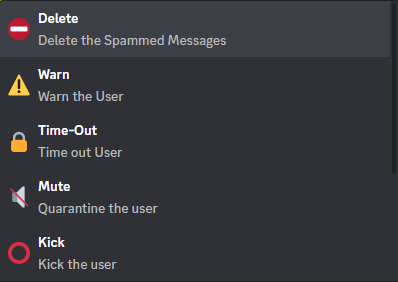 Delete
Delete the Spammed Messages
Warn
Warn the User
Time-Out
Time out User
Mute
Quarantine the user
Kick
Kick the user